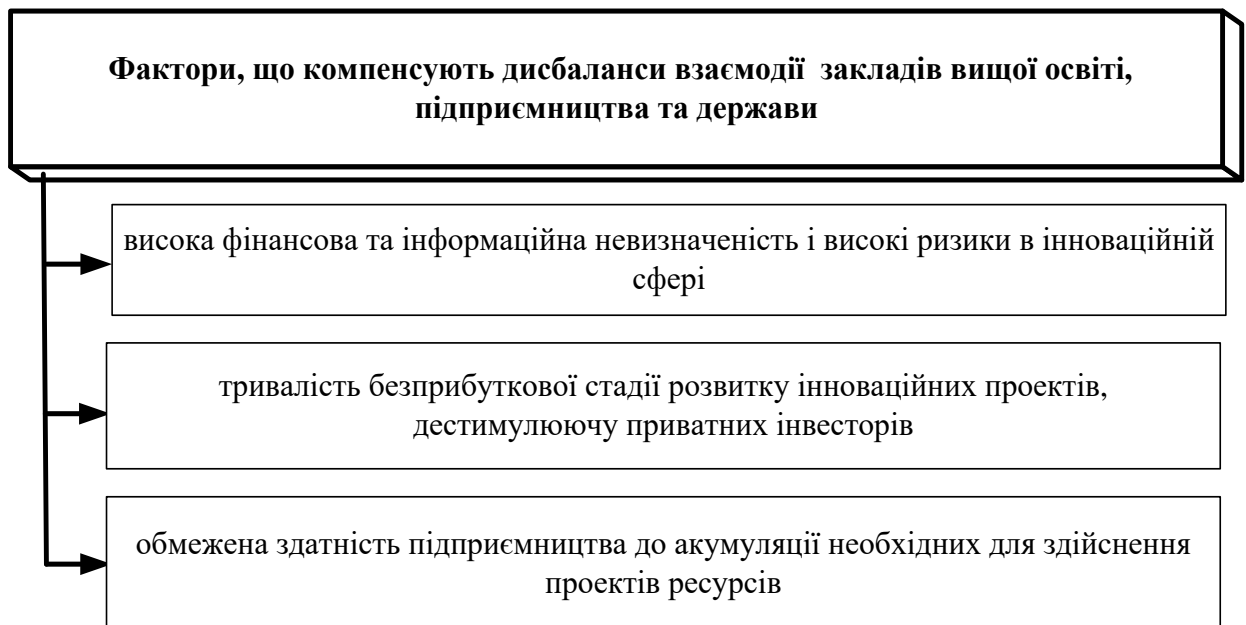 Фактори, що компенсують дисбаланси взаємодії закладів вищої освіті,
підприємництва та держави
висока фінансова та інформаційна невизначеність і високі ризики в інноваційній
сфері
тривалість безприбуткової стадії розвитку інноваційних проектів,
дестимулюючу приватних інвесторів
обмежена здатність підприємництва до акумуляції необхідних для здійснення
проектів ресурсів